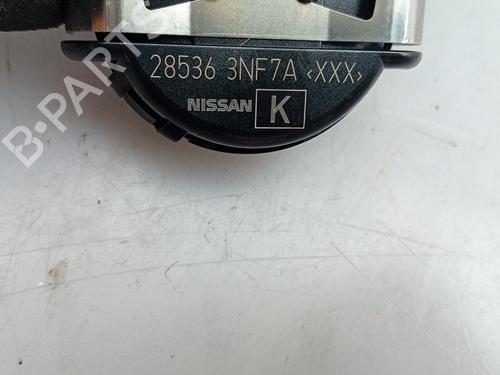 28536 3NF7A <XXX>
NISSAN K
B-PARTS